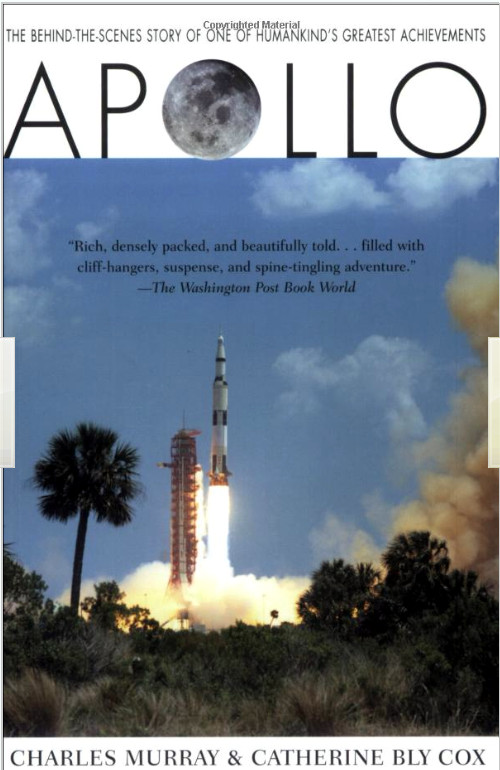 Copyrighted Material
THE BEHIND-THE-SCENES STORY OF ONE OF HUMANKIND'S GREATEST ACHIEVEMENTS
APOLLO
“Rich, densely packed, and beautifully told. . . filled with
cliff-hangers, suspense, and spine-tingling adventure.”
—The Washington Post Book World
CHARLES MURRAY & CATHERINE BLY COX